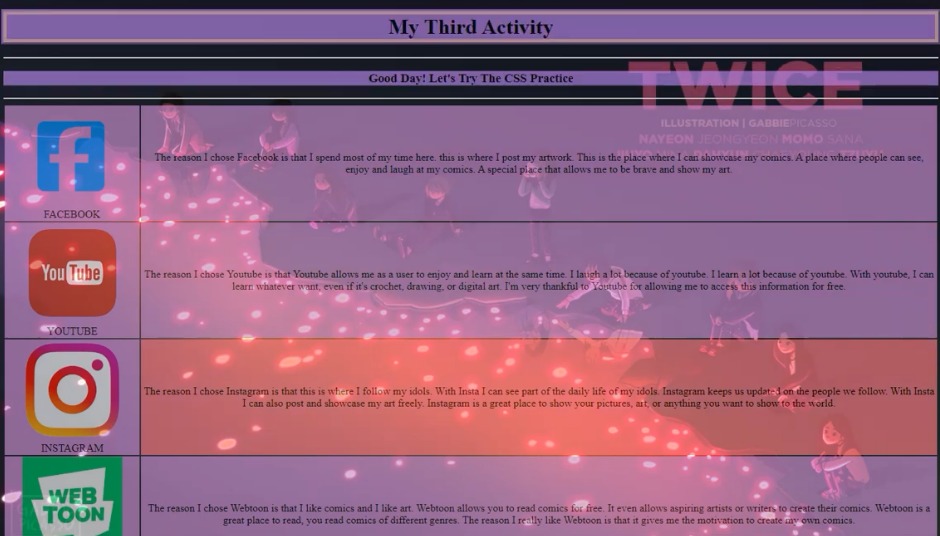 My Third Activity
Good Day! Let's Try The CSS Practice
TWICE
ILLUSTRATION | GABBIEPICASSO
NAYEON JEONGYEON MOMO SANA
The reason I chose Facebook is that I spend most of my time here. this is where I post my artwork. This is the place where I can showcase my comics. A place where people can see,
enjoy and laugh at my comics. A special place that allows me to be brave and show my art.
FACEBOOK
You Tube
The reason I chose Youtube is that Youtube allows me as a user to enjoy and learn at the same time. I laugh a lot because of youtube. I learn a lot because of youtube. With youtube, I can
learn whatever want, even if it's crochet, drawing, or digital art. I'm very thankful to Youtube for allowing me to access this information for free.
YOUTUBE
The reason I chose Instagram is that this is where I follow my idols. With Insta I can see part of the daily life of my idols. Instagram keeps us updated on the people we follow. With Insta
I can also post and showcase my art freely. Instagram is a great place to show your pictures, art, or anything you want to show to the world.
INSTAGRAM
WEB
TOON
The reason I chose Webtoon is that I like comics and I like art. Webtoon allows you to read comics for free. It even allows aspiring artists or writers to create their comics. Webtoon is a
great place to read, you read comics of different genres. The reason I really like Webtoon is that it gives me the motivation to create my own comics.